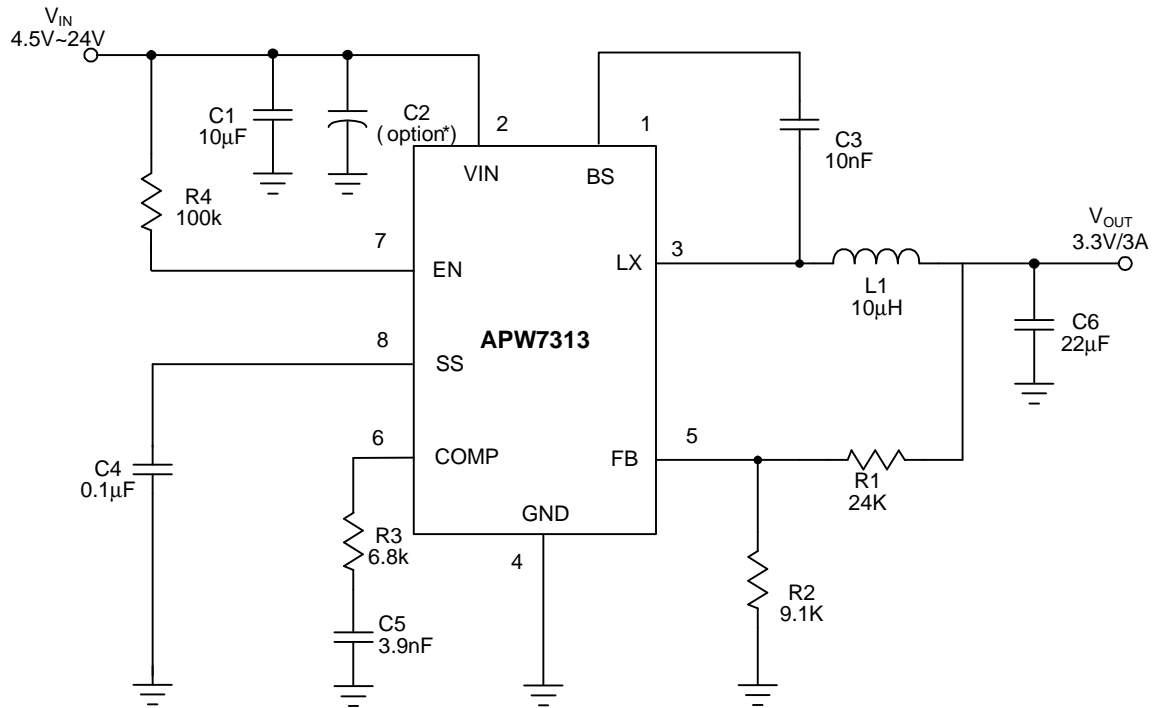 VIN
4.5V~24V
C1
10μF
C2
(option*)
2
1
C3
10nF
VIN
BS
R4
100k
VOUT
3.3V/3A
7
3
EN
LX
L1
10μH
C6
22μF
APW7313
8
SS
6
5
COMP
FB
C4
0.1μF
R1
24K
GND
R3
6.8k
4
R2
9.1K
C5
3.9nF